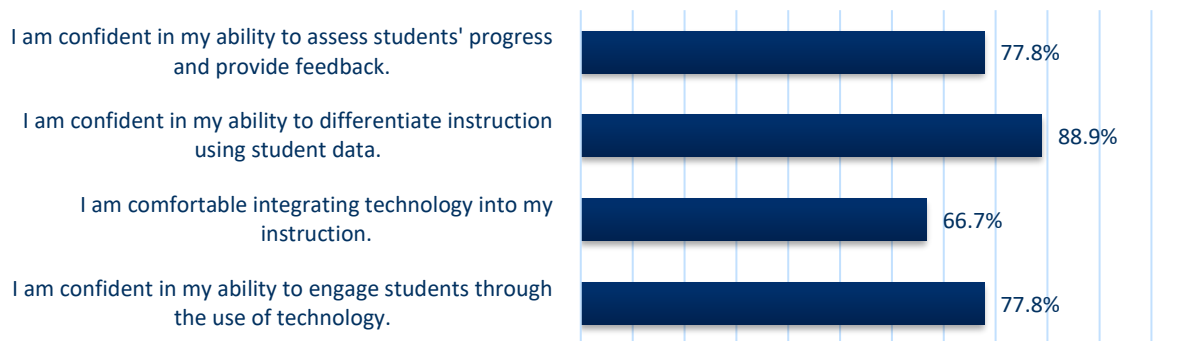 I am confident in my ability to assess students' progress
and provide feedback.
77.8%
I am confident in my ability to differentiate instruction
using student data.
88.9%
I am comfortable integrating technology into my
instruction.
66.7%
I am confident in my ability to engage students through
the use of technology.
77.8%